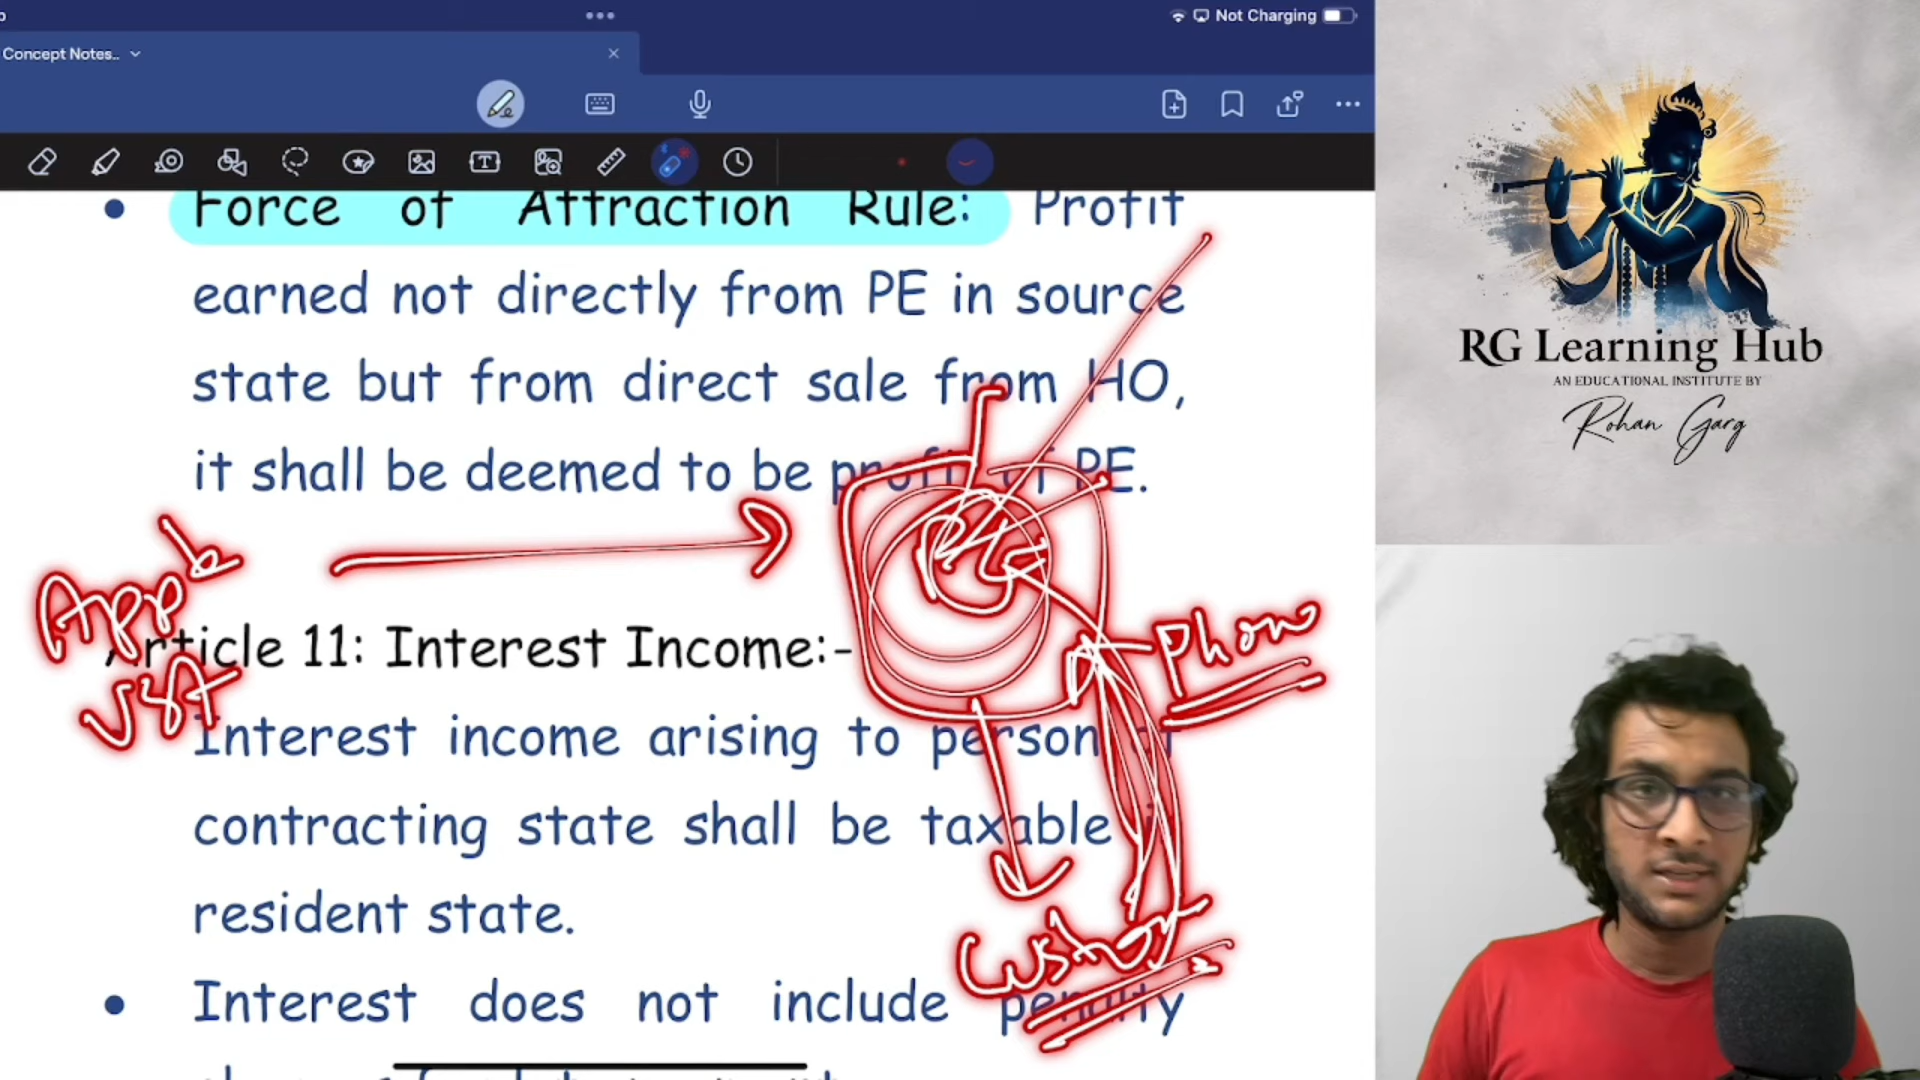 Not Charging
Concept Notes..
Force of Attraction Rule: Profit
earned not directly from PE in source
state but from direct sale from HO,
it shall be deemed to be profit of PE.
Article 11: Interest Income:-
Interest income arising to person of
contracting state shall be taxable
resident state.
Interest does not include penalty
USA
Phone
RG Learning Hub
AN EDUCATIONAL INSTITUTE BY
Rohan Garg